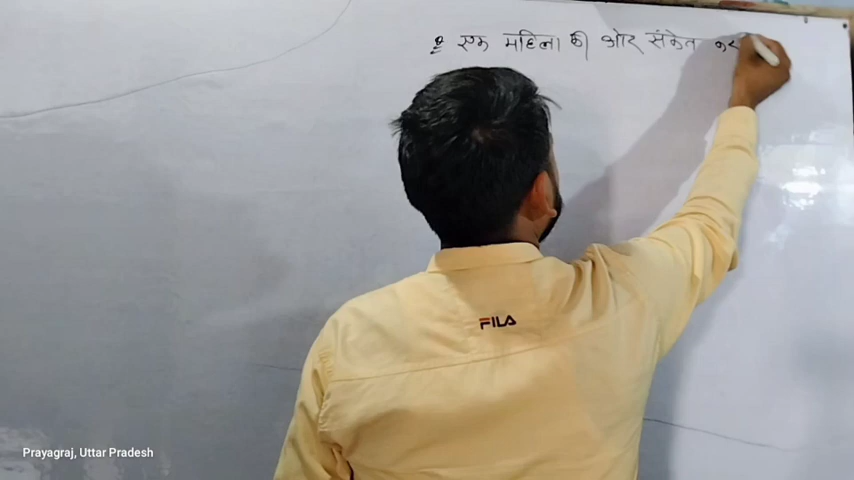 एक महिला की ओर संकेत कर
FILA
Prayagraj, Uttar Pradesh